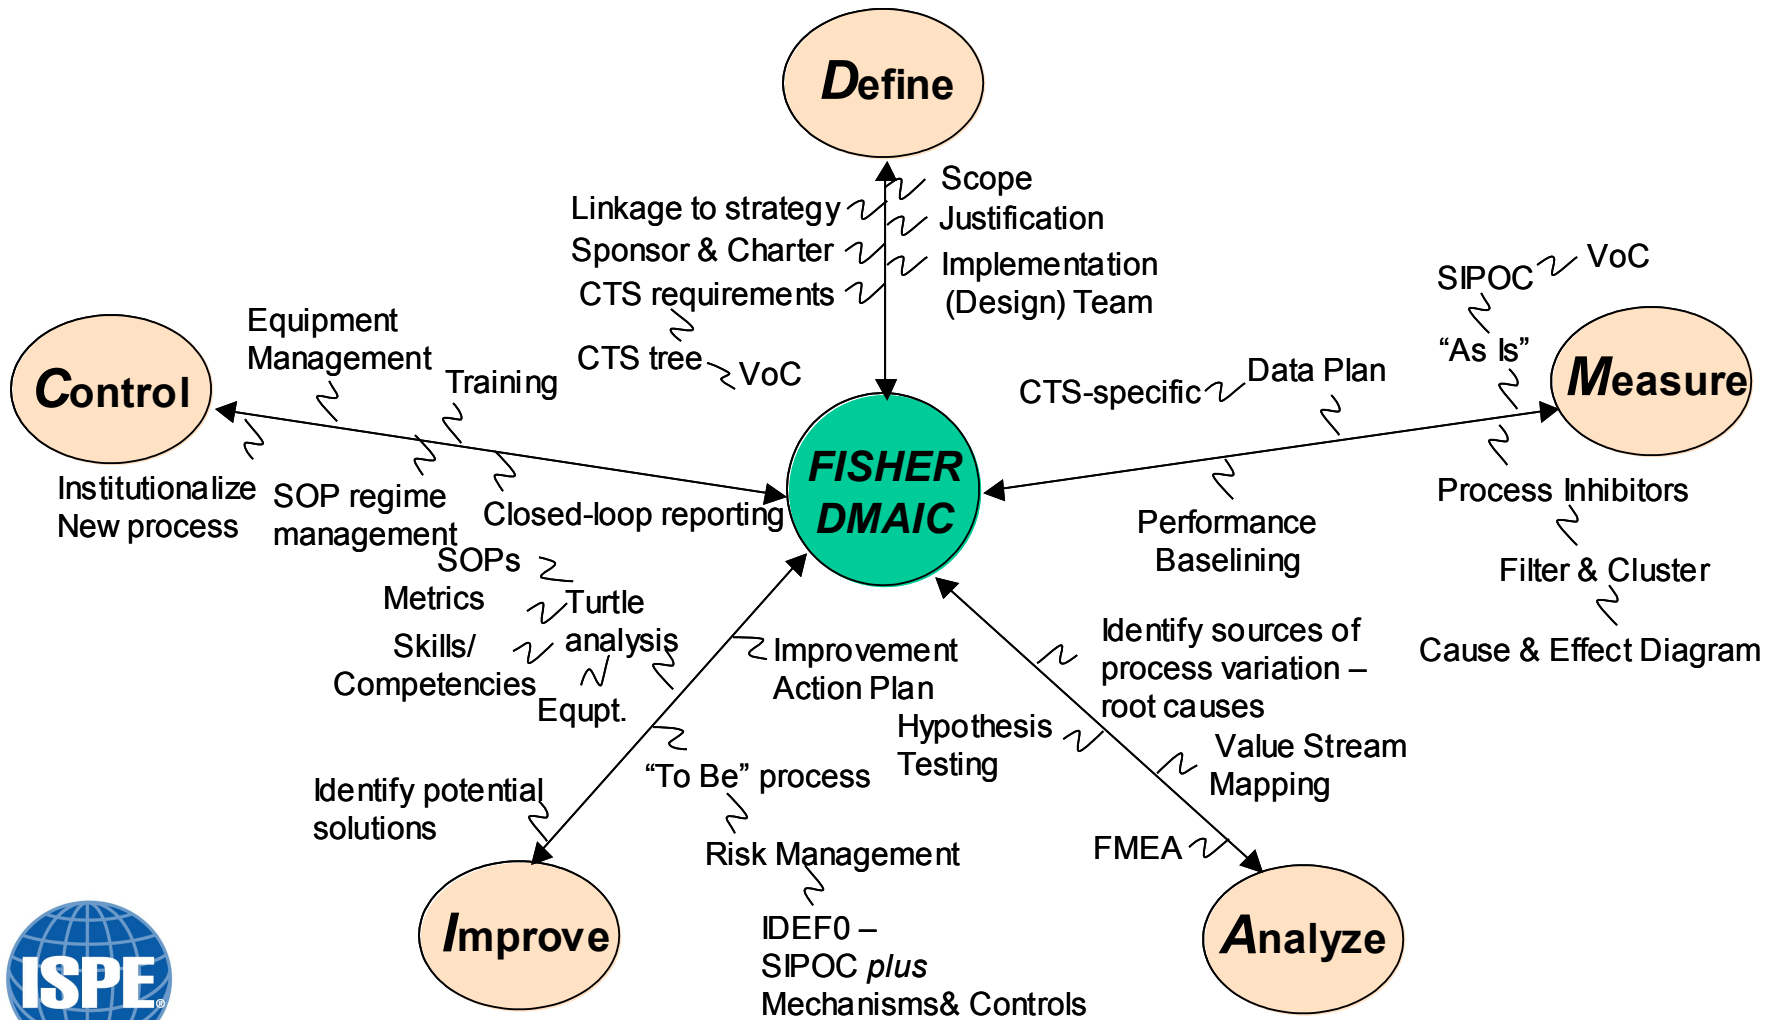 Define
Scope
Linkage to strategy
Justification
Sponsor & Charter
Implementation
(Design) Team
CTS requirements
CTS tree
VoC
SIPOC
VoC
"As Is"
Measure
Data Plan
CTS-specific
Performance
Baselining
Process Inhibitors
Filter & Cluster
Cause & Effect Diagram
Control
Equipment
Management
Training
Institutionalize
New process
SOP regime
management
Closed-loop reporting
FISHER
DMAIC
SOPs
Metrics
Turtle
analysis
Skills/
Competencies
Equpt.
Improvement
Action Plan
"To Be" process
Identify potential
solutions
Risk Management
IDEF0 –
SIPOC plus
Mechanisms& Controls
Improve
Identify sources of
process variation –
root causes
Hypothesis
Testing
Value Stream
Mapping
FMEA
Analyze
ISPE®